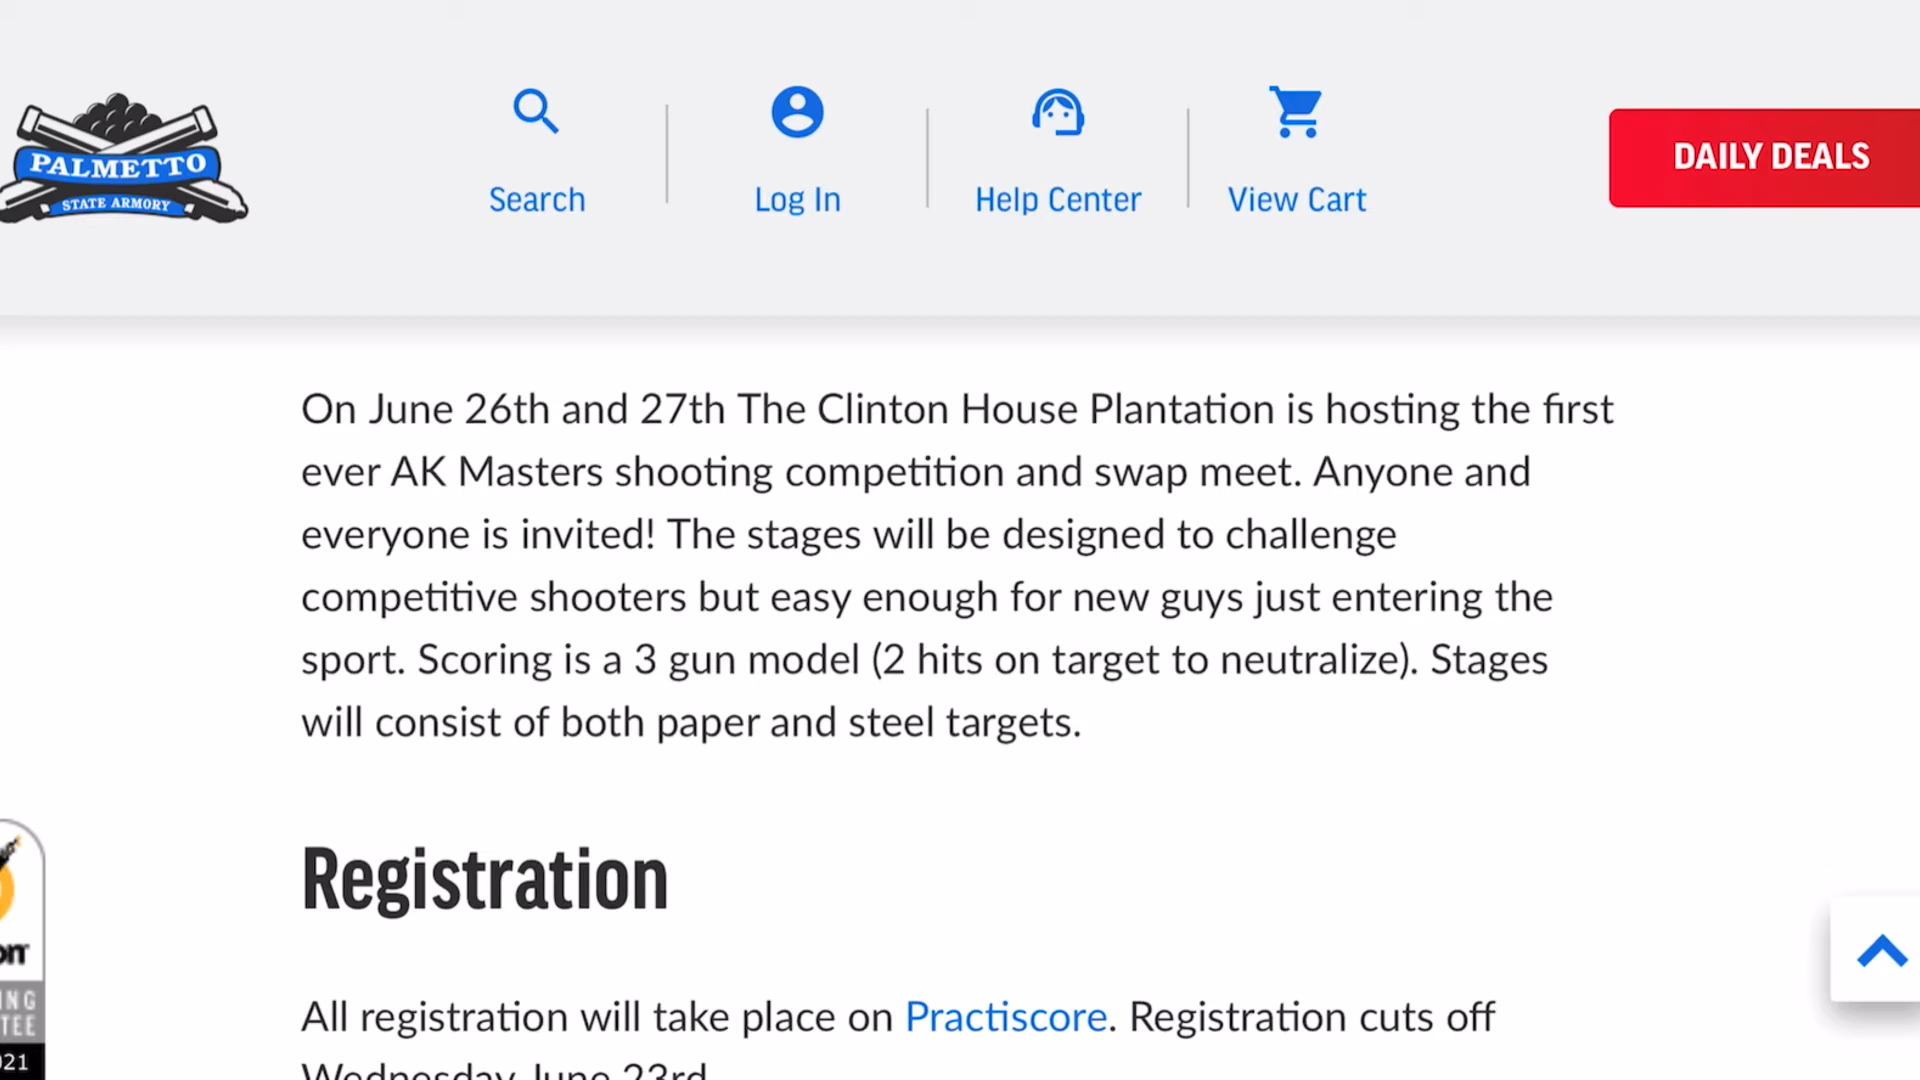 PALMETTO
STATE ARMORY
Search
Log In
Help Center
View Cart
DAILY DEALS
On June 26th and 27th The Clinton House Plantation is hosting the first
ever AK Masters shooting competition and swap meet. Anyone and
everyone is invited! The stages will be designed to challenge
competitive shooters but easy enough for new guys just entering the
sport. Scoring is a 3 gun model (2 hits on target to neutralize). Stages
will consist of both paper and steel targets.
Registration
All registration will take place on Practiscore. Registration cuts off
Wednesday June 23rd